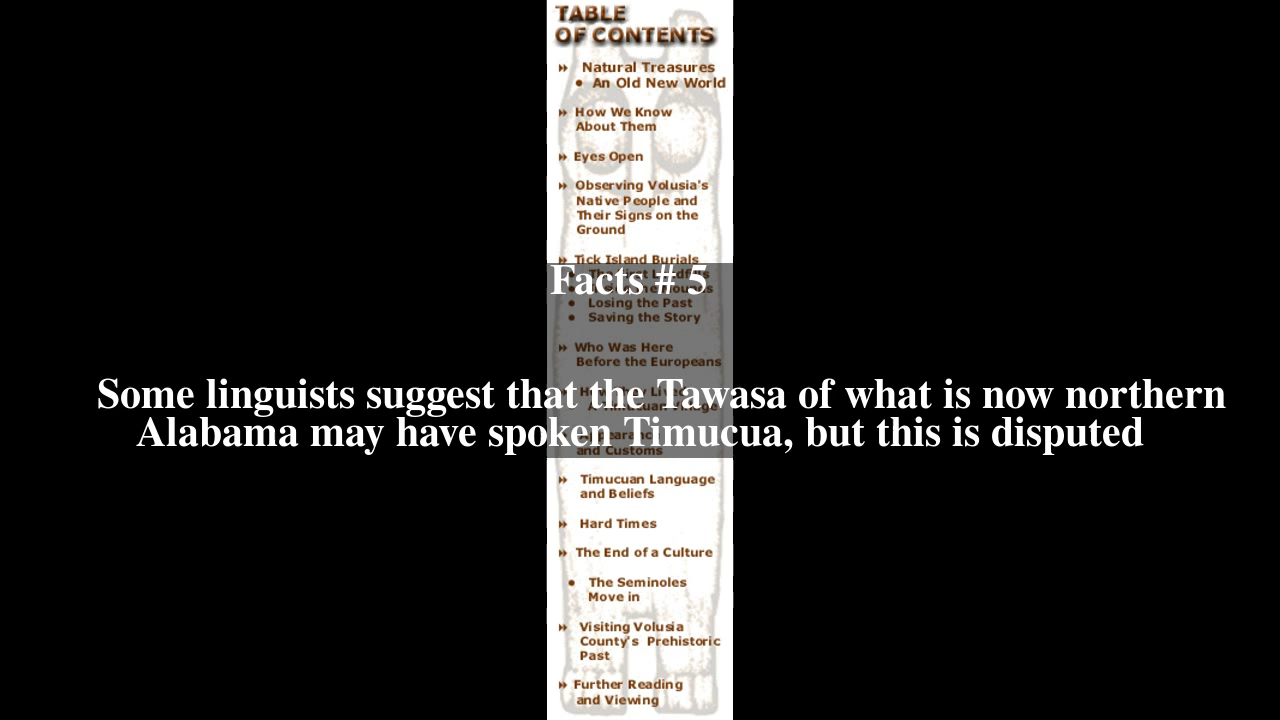 TABLE
OF CONTENTS
Natural Treasures
• An Old New World
How We Know
About Them
Eyes Open
Observing Volusia's
Native People and
Their Signs on the
Ground
Tick Island Burials
Facts # 5
• Losing the Past
• Saving the Story
Who Was Here
Before the Europeans
Some linguists suggest that the Tawasa of what is now northern
Alabama may have spoken Timucua, but this is disputed
and Customs
Timucuan Language
and Beliefs
Hard Times
The End of a Culture
• The Seminoles
Move in
Visiting Volusia
County's Prehistoric
Past
Further Reading
and Viewing